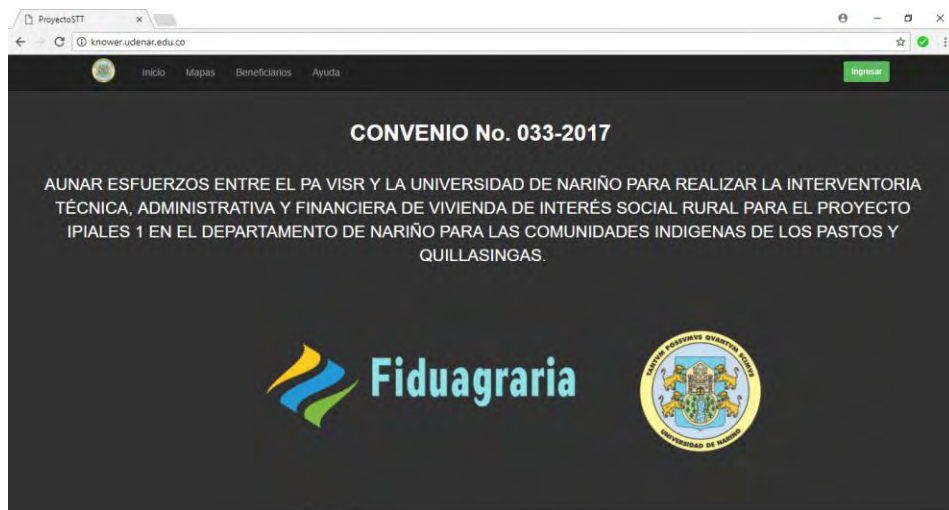 ProyectoSTT
knower.udenar.edu.co
Inicio Mapas Beneficiarios Ayuda Ingresar
CONVENIO No. 033-2017
AUNAR ESFUERZOS ENTRE EL PA VISR Y LA UNIVERSIDAD DE NARIÑO PARA REALIZAR LA INTERVENTORIA
TÉCNICA, ADMINISTRATIVA Y FINANCIERA DE VIVIENDA DE INTERÉS SOCIAL RURAL PARA EL PROYECTO
IPIALES 1 EN EL DEPARTAMENTO DE NARIÑO PARA LAS COMUNIDADES INDIGENAS DE LOS PASTOS Y
QUILLASINGAS.
Fiduagraria
TANTVM POSSVMVS QVANTVM SCIMVS
VNIVERSIDAD DE NARIÑO